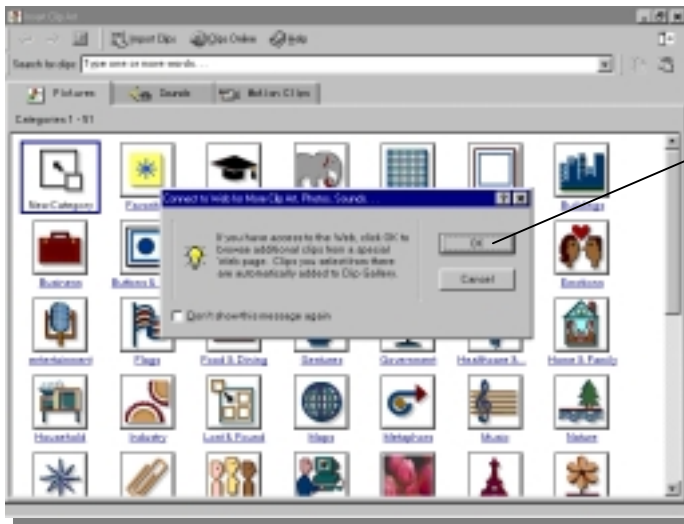 Insert Clip Art
Import Clips Clips Online Help
Search for clips: Type one or more words...
Pictures Sounds Motion Clips
Categories 1 - 51
New Category Favorites Buildings
Connect to Web for More Clip Art, Photos, Sounds...
If you have access to the Web, click OK to
browse additional clips from a special
Web page. Clips you select from there
are automatically added to Clip Gallery.
OK
Cancel
Don't show this message again
Business Buttons & Emotions
entertainment Flags Food & Dining Gestures Government Healthcare &... Home & Family
Household Industry Lost & Found Maps Metaphors Music Nature